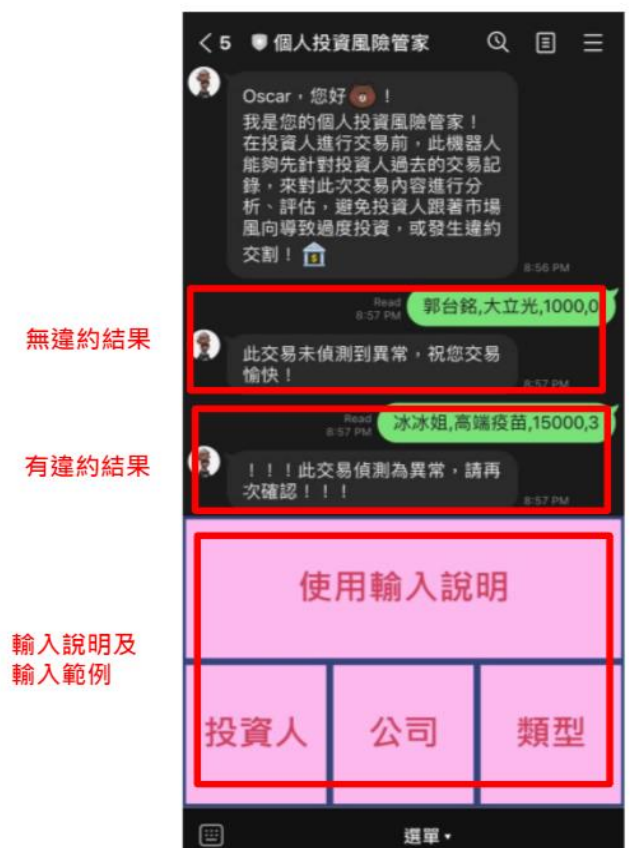 5 個人投資風險管家
Oscar，您好！
我是您的個人投資風險管家！
在投資人進行交易前，此機器人
能夠先針對投資人過去的交易記
錄，來對此次交易內容進行分
析、評估，避免投資人跟著市場
風向導致過度投資，或發生違約
交割！
8:56 PM
無違約結果
Read
8:57 PM
郭台銘,大立光,1000,0
此交易未偵測到異常，祝您交易
愉快！
8:57 PM
有違約結果
Read
8:57 PM
冰冰姐,高端疫苗,15000,3
！！！此交易偵測為異常，請再
次確認！！！
8:57 PM
輸入說明及
輸入範例
使用輸入說明
投資人
公司
類型
選單